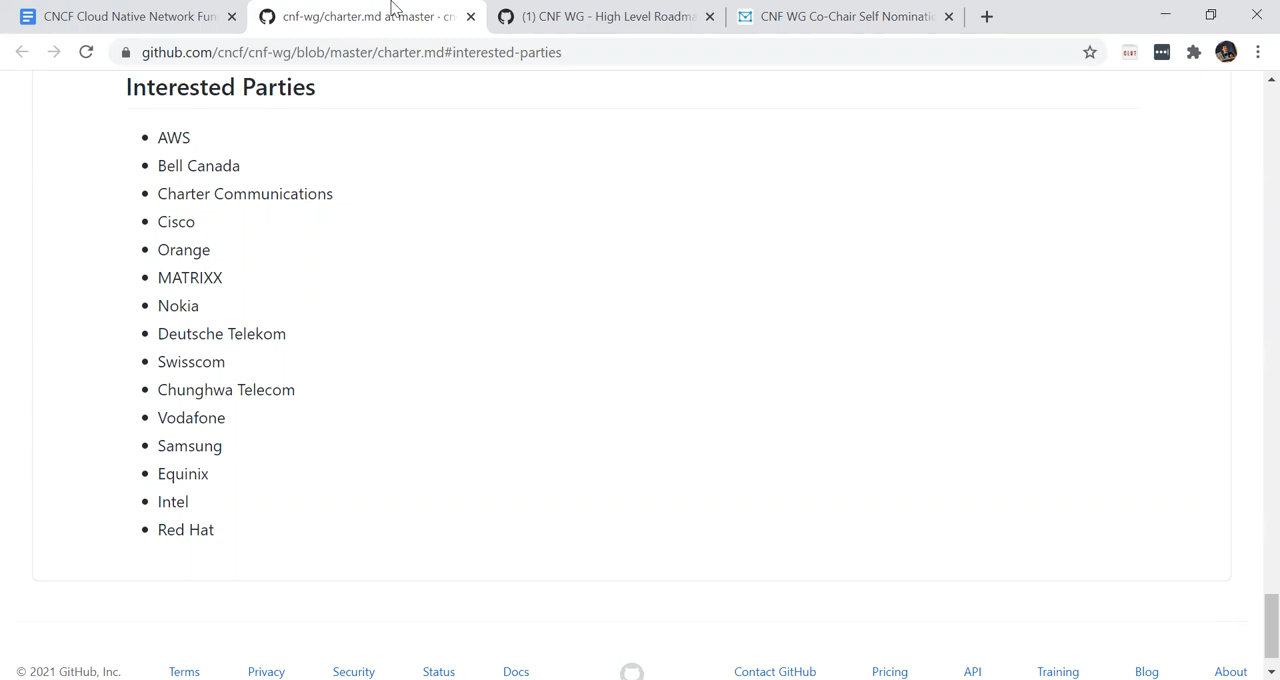 CNCF Cloud Native Network Fun
cnf-wg/charter.md at master · cn
(1) CNF WG - High Level Roadma
CNF WG Co-Chair Self Nominatio
github.com/cncf/cnf-wg/blob/master/charter.md#interested-parties
Interested Parties
AWS
Bell Canada
Charter Communications
Cisco
Orange
MATRIXX
Nokia
Deutsche Telekom
Swisscom
Chunghwa Telecom
Vodafone
Samsung
Equinix
Intel
Red Hat
© 2021 GitHub, Inc.
Terms
Privacy
Security
Status
Docs
Contact GitHub
Pricing
API
Training
Blog
About